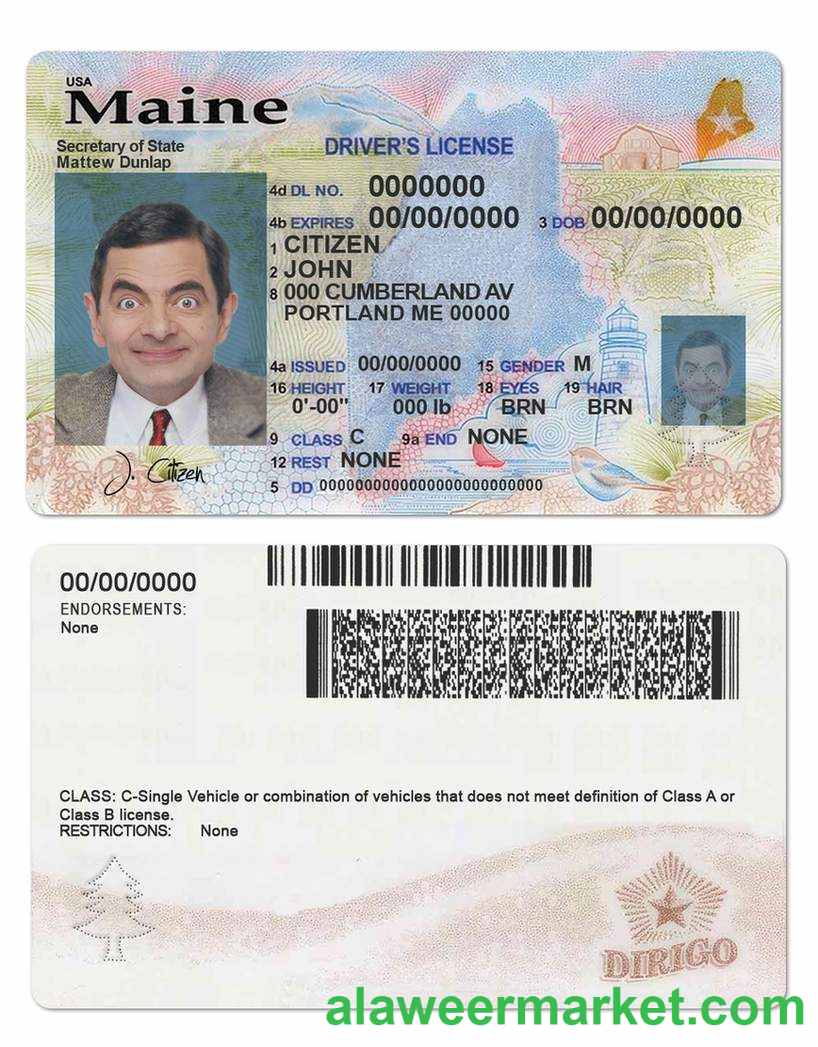 USA
Maine
Secretary of State
Mattew Dunlap
DRIVER'S LICENSE
4d DL NO. 0000000
4b EXPIRES 00/00/0000 3 DOB 00/00/0000
1 CITIZEN
2 JOHN
8 000 CUMBERLAND AV
PORTLAND ME 00000
4a ISSUED 00/00/0000 15 GENDER M
16 HEIGHT 17 WEIGHT 18 EYES 19 HAIR
0'-00" 000 lb BRN BRN
9 CLASS C 9a END NONE
12 REST NONE
5 DD 0000000000000000000000000
J. Citizen
00/00/0000
ENDORSEMENTS:
None
CLASS: C-Single Vehicle or combination of vehicles that does not meet definition of Class A or
Class B license.
RESTRICTIONS: None
DIRIGO
alaweermarket.com